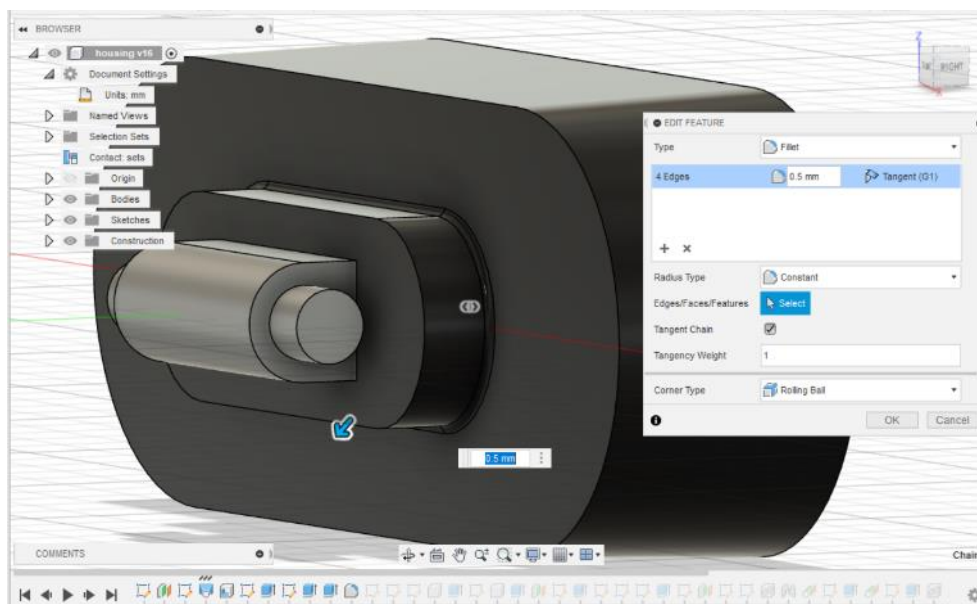 BROWSER
housing v16
Document Settings
Units: mm
Named Views
Selection Sets
Contact: sets
Origin
Bodies
Sketches
Construction
Z
RIGHT
X
EDIT FEATURE
Type Fillet
4 Edges 0.5 mm Tangent (G1)
Radius Type Constant
Edges/Faces/Features Select
Tangent Chain
Tangency Weight 1
Corner Type Rolling Ball
OK Cancel
0.5 mm
COMMENTS
Chain